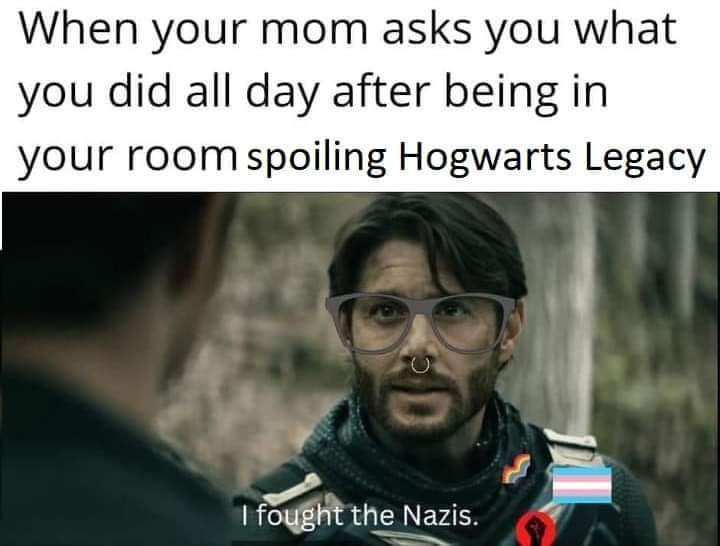 When your mom asks you what
you did all day after being in
your room spoiling Hogwarts Legacy
I fought the Nazis.